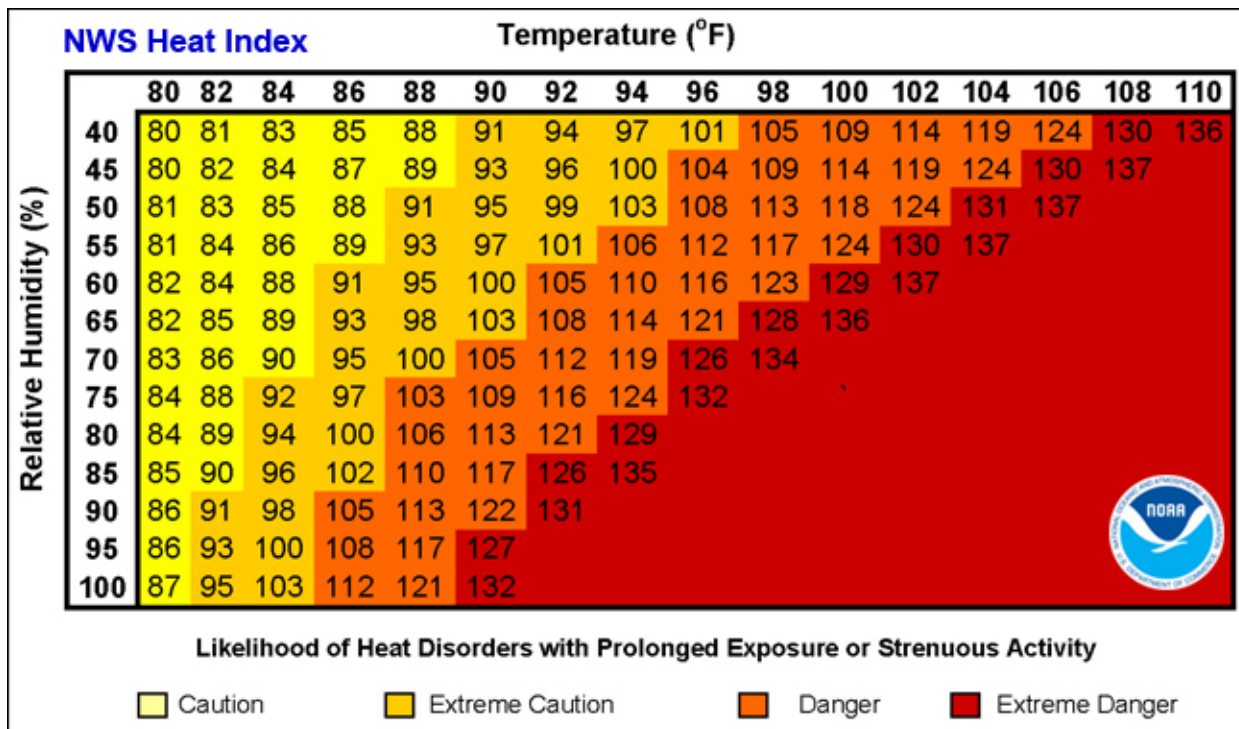 NWS Heat Index
Temperature (°F)
80 82 84 86 88 90 92 94 96 98 100 102 104 106 108 110
Relative Humidity (%)
40 80 81 83 85 88 91 94 97 101 105 109 114 119 124 130 136
45 80 82 84 87 89 93 96 100 104 109 114 119 124 130 137
50 81 83 85 88 91 95 99 103 108 113 118 124 131 137
55 81 84 86 89 93 97 101 106 112 117 124 130 137
60 82 84 88 91 95 100 105 110 116 123 129 137
65 82 85 89 93 98 103 108 114 121 128 136
70 83 86 90 95 100 105 112 119 126 134
75 84 88 92 97 103 109 116 124 132
80 84 89 94 100 106 113 121 129
85 85 90 96 102 110 117 126 135
90 86 91 98 105 113 122 131
95 86 93 100 108 117 127
100 87 95 103 112 121 132
NOAA
NATIONAL OCEANIC AND ATMOSPHERIC ADMINISTRATION
U.S. DEPARTMENT OF COMMERCE
Likelihood of Heat Disorders with Prolonged Exposure or Strenuous Activity
Caution
Extreme Caution
Danger
Extreme Danger